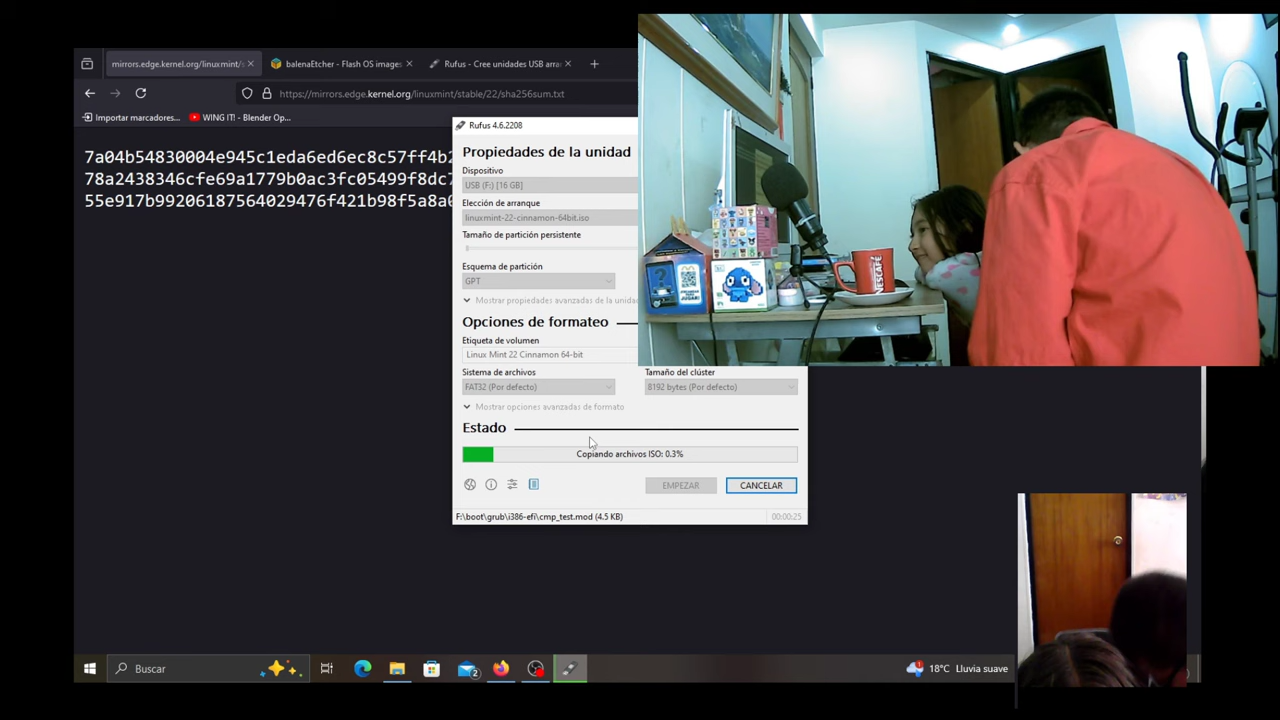 mirrors.edge.kernel.org/linuxmint/s
balenaEtcher - Flash OS images
Rufus - Cree unidades USB arra
https://mirrors.edge.kernel.org/linuxmint/stable/22/sha256sum.txt
Importar marcadores...
WING IT! - Blender Op...
7a04b54830004e945c1eda6ed6ec8c57ff4b2
78a2438346cfe69a1779b0ac3fc05499f8dc7
55e917b99206187564029476f421b98f5a8a0
Rufus 4.6.2208
Propiedades de la unidad
Dispositivo
USB (F:) [16 GB]
Elección de arranque
linuxmint-22-cinnamon-64bit.iso
Tamaño de partición persistente
Esquema de partición
GPT
Mostrar propiedades avanzadas de la unida
Opciones de formateo
Etiqueta de volumen
Linux Mint 22 Cinnamon 64-bit
Sistema de archivos
Tamaño del clúster
FAT32 (Por defecto)
8192 bytes (Por defecto)
Mostrar opciones avanzadas de formato
Estado
Copiando archivos ISO: 0.3%
EMPEZAR
CANCELAR
F:\boot\grub\i386-efi\cmp_test.mod (4.5 KB)
00:00:25
NESCAFÉ
Buscar
2
1
18°C Lluvia suave